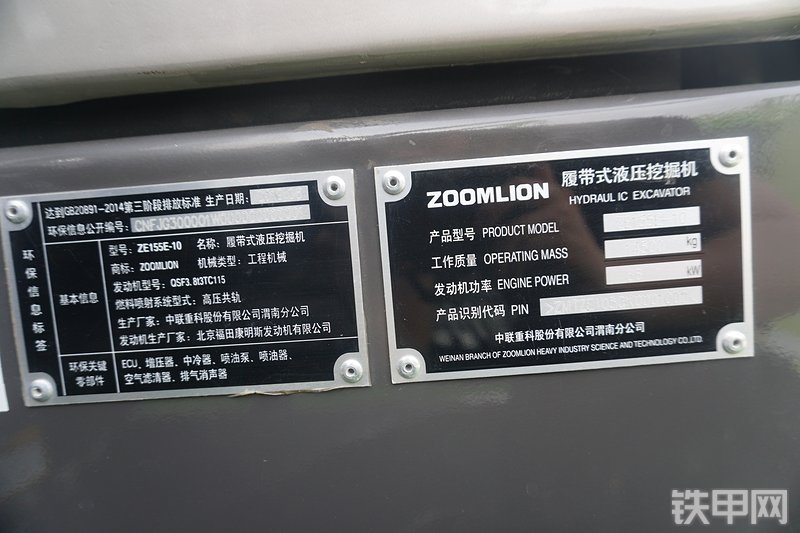 达到GB20891-2014第三阶段排放标准 生产日期:
环保信息公开编号:
环保信息标签
基本信息
型号: ZE155E-10 名称: 履带式液压挖掘机
商标: ZOOMLION 机械类型: 工程机械
发动机型号: QSF3.8t3TC115
燃料喷射系统型式: 高压共轨
生产厂家: 中联重科股份有限公司渭南分公司
发动机生产厂家: 北京福田康明斯发动机有限公司
环保关键零部件
ECU、增压器、中冷器、喷油泵、喷油器、
空气滤清器、排气消声器
ZOOMLION 履带式液压挖掘机
HYDRAULIC EXCAVATOR
产品型号 PRODUCT MODEL
工作质量 OPERATING MASS kg
发动机功率 ENGINE POWER kW
产品识别代码 PIN
中联重科股份有限公司渭南分公司
WEINAN BRANCH OF ZOOMLION HEAVY INDUSTRY SCIENCE AND TECHNOLOGY CO.,LTD.
铁甲网